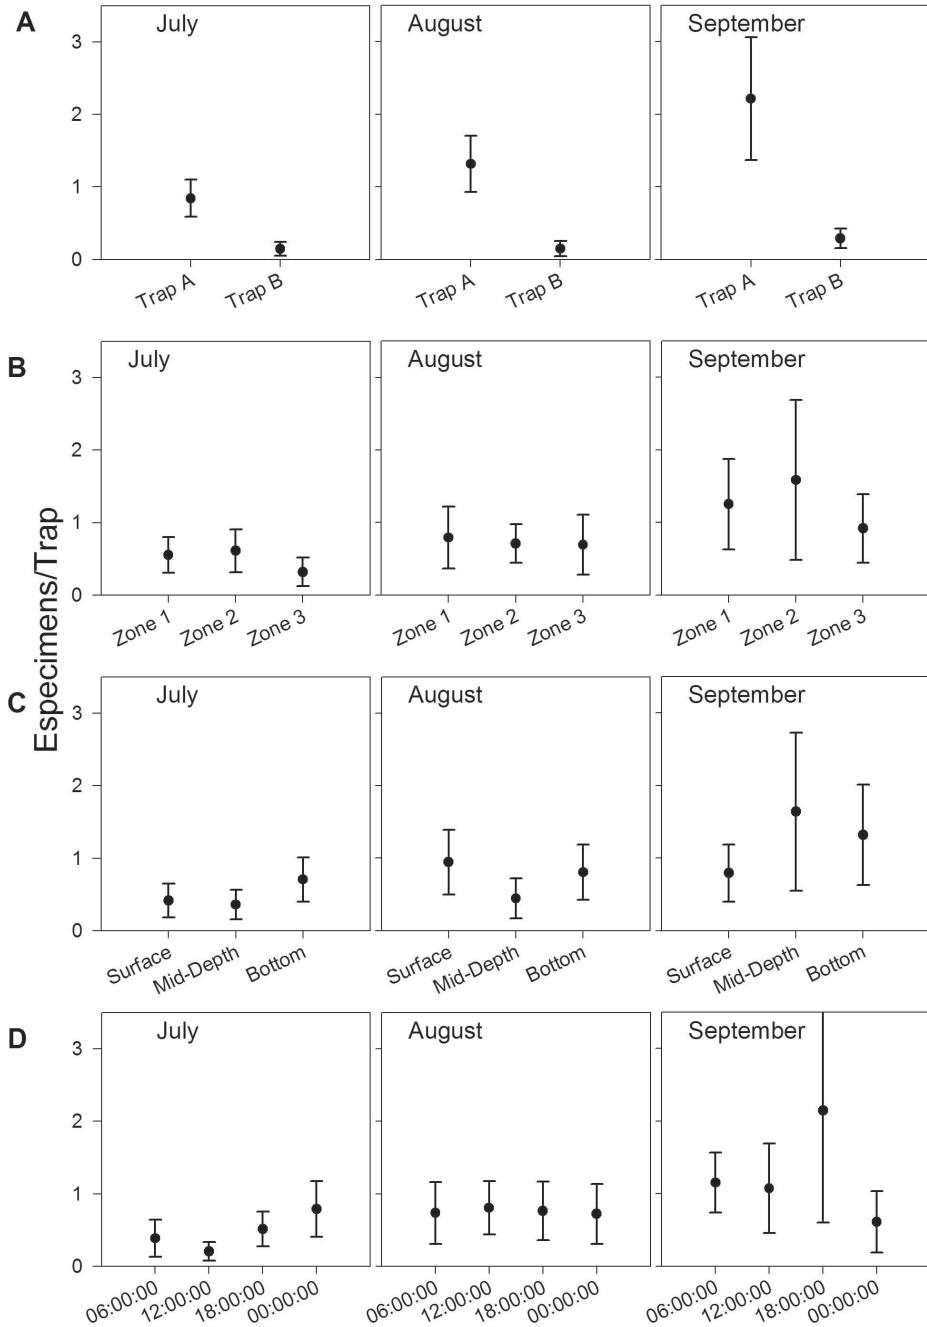 A
July
August
September
3
2
1
0
Trap A
Trap B
Trap A
Trap B
Trap A
Trap B
B
July
August
September
3
2
1
0
Zone 1
Zone 2
Zone 3
Zone 1
Zone 2
Zone 3
Zone 1
Zone 2
Zone 3
Especimens/Trap
C
July
August
September
3
2
1
0
Surface
Mid-Depth
Bottom
Surface
Mid-Depth
Bottom
Surface
Mid-Depth
Bottom
D
July
August
September
3
2
1
0
06:00:00
12:00:00
18:00:00
00:00:00
06:00:00
12:00:00
18:00:00
00:00:00
06:00:00
12:00:00
18:00:00
00:00:00